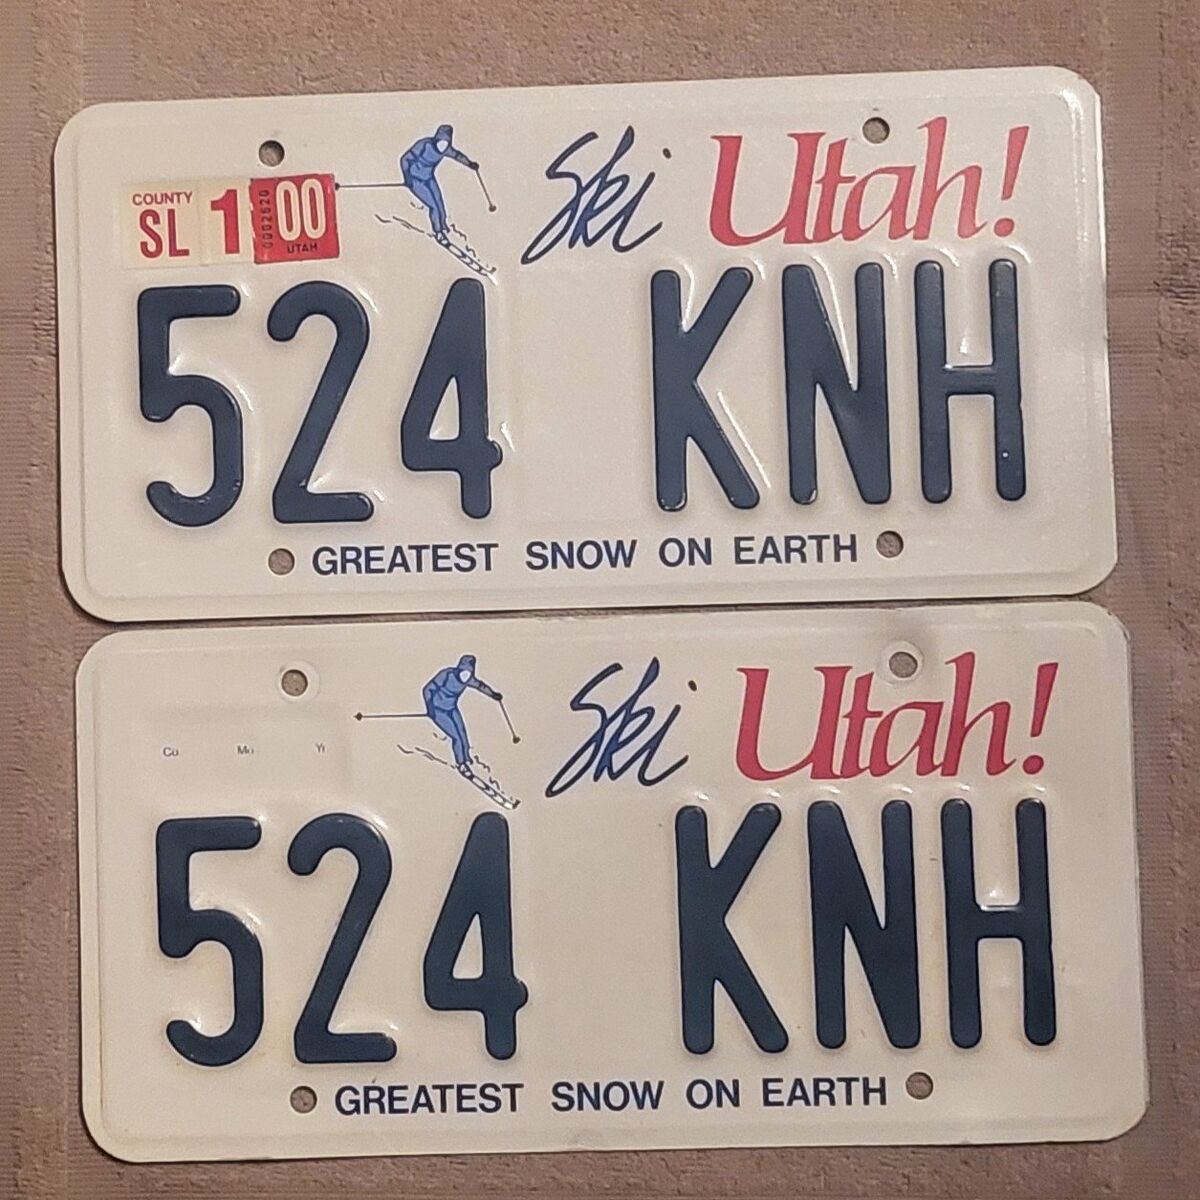 Ski Utah!
COUNTY
SL 1 0002620 00
UTAH
524 KNH
GREATEST SNOW ON EARTH
Ski Utah!
Co Mo Yr
524 KNH
GREATEST SNOW ON EARTH